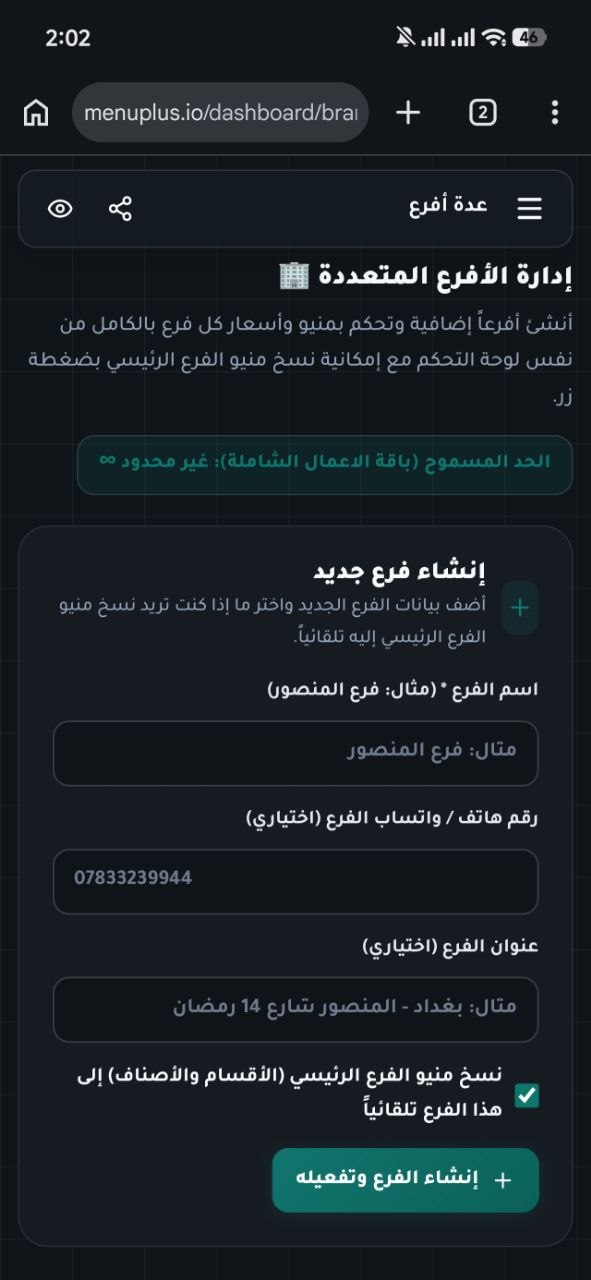 2:02
46
menuplus.io/dashboard/bra
2
عدة أفرع
إدارة الأفرع المتعددة 🏢
أنشئ أفرعاً إضافية وتحكم بمنيو وأسعار كل فرع بالكامل من
نفس لوحة التحكم مع إمكانية نسخ منيو الفرع الرئيسي بضغطة
زر.
الحد المسموح (باقة الاعمال الشاملة): غير محدود ∞
إنشاء فرع جديد
أضف بيانات الفرع الجديد واختر ما إذا كنت تريد نسخ منيو
الفرع الرئيسي إليه تلقائياً.
اسم الفرع * (مثال: فرع المنصور)
مثال: فرع المنصور
رقم هاتف / واتساب الفرع (اختياري)
07833239944
عنوان الفرع (اختياري)
مثال: بغداد - المنصور شارع 14 رمضان
نسخ منيو الفرع الرئيسي (الأقسام والأصناف) إلى
هذا الفرع تلقائياً
+ إنشاء الفرع وتفعيله